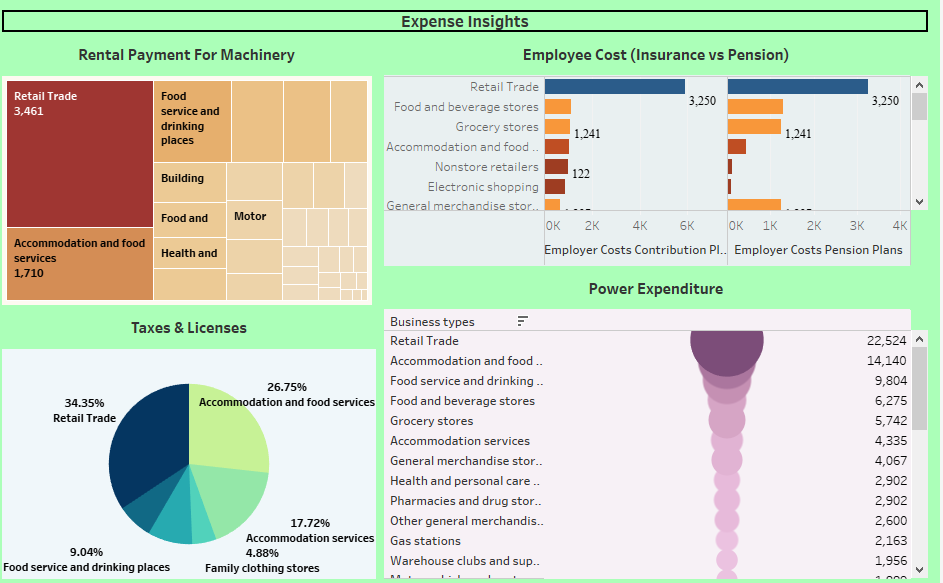 Expense Insights
Rental Payment For Machinery
Retail Trade
3,461
Food
service and
drinking
places
Building
Food and
Motor
Health and
Accommodation and food
services
1,710
Employee Cost (Insurance vs Pension)
Retail Trade
3,250
3,250
Food and beverage stores
Grocery stores
1,241
1,241
Accommodation and food ..
Nonstore retailers
122
Electronic shopping
General merchandise stor..
0K 2K 4K 6K 0K 1K 2K 3K 4K
Employer Costs Contribution Pl.. Employer Costs Pension Plans
Taxes & Licenses
26.75%
Accommodation and food services
34.35%
Retail Trade
17.72%
Accommodation services
9.04%
Food service and drinking places
4.88%
Family clothing stores
Power Expenditure
Business types
Retail Trade 22,524
Accommodation and food .. 14,140
Food service and drinking .. 9,804
Food and beverage stores 6,275
Grocery stores 5,742
Accommodation services 4,335
General merchandise stor.. 4,067
Health and personal care .. 2,902
Pharmacies and drug stor.. 2,902
Other general merchandis.. 2,600
Gas stations 2,163
Warehouse clubs and sup.. 1,956